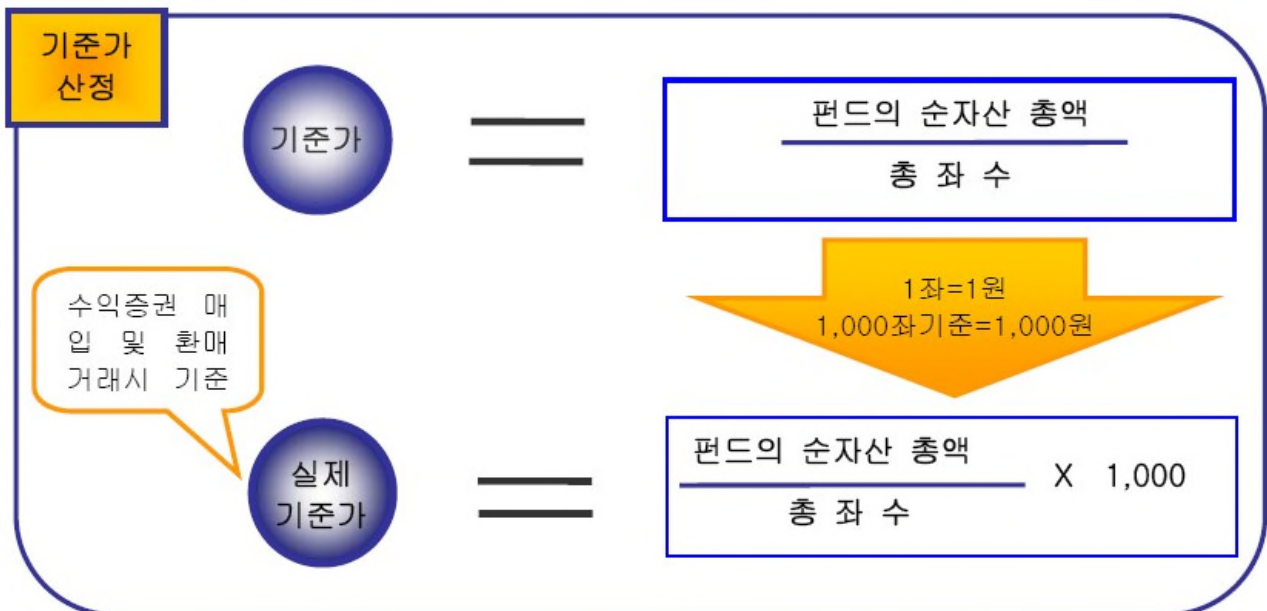 기준가
산정
기준가
펀드의 순자산 총액
총 좌 수
1좌=1원
1,000좌기준=1,000원
수익증권 매
입 및 환매
거래시 기준
실제
기준가
펀드의 순자산 총액
X 1,000
총 좌 수